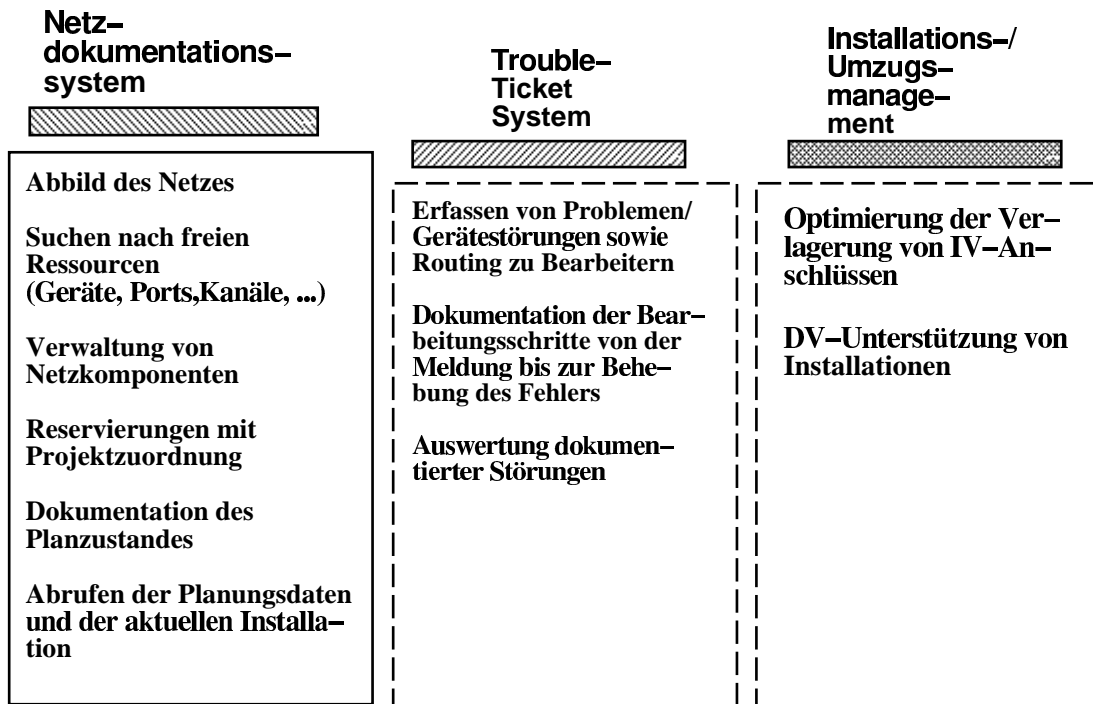 Netz–
dokumentations–
system
Abbild des Netzes
Suchen nach freien
Ressourcen
(Geräte, Ports,Kanäle, ...)
Verwaltung von
Netzkomponenten
Reservierungen mit
Projektzuordnung
Dokumentation des
Planzustandes
Abrufen der Planungsdaten
und der aktuellen Installa–
tion
Trouble–
Ticket
System
Erfassen von Problemen/
Gerätestörungen sowie
Routing zu Bearbeitern
Dokumentation der Bear–
beitungsschritte von der
Meldung bis zur Behe–
bung des Fehlers
Auswertung dokumen–
tierter Störungen
Installations–/
Umzugs–
manage–
ment
Optimierung der Ver–
lagerung von IV–An–
schlüssen
DV–Unterstützung von
Installationen